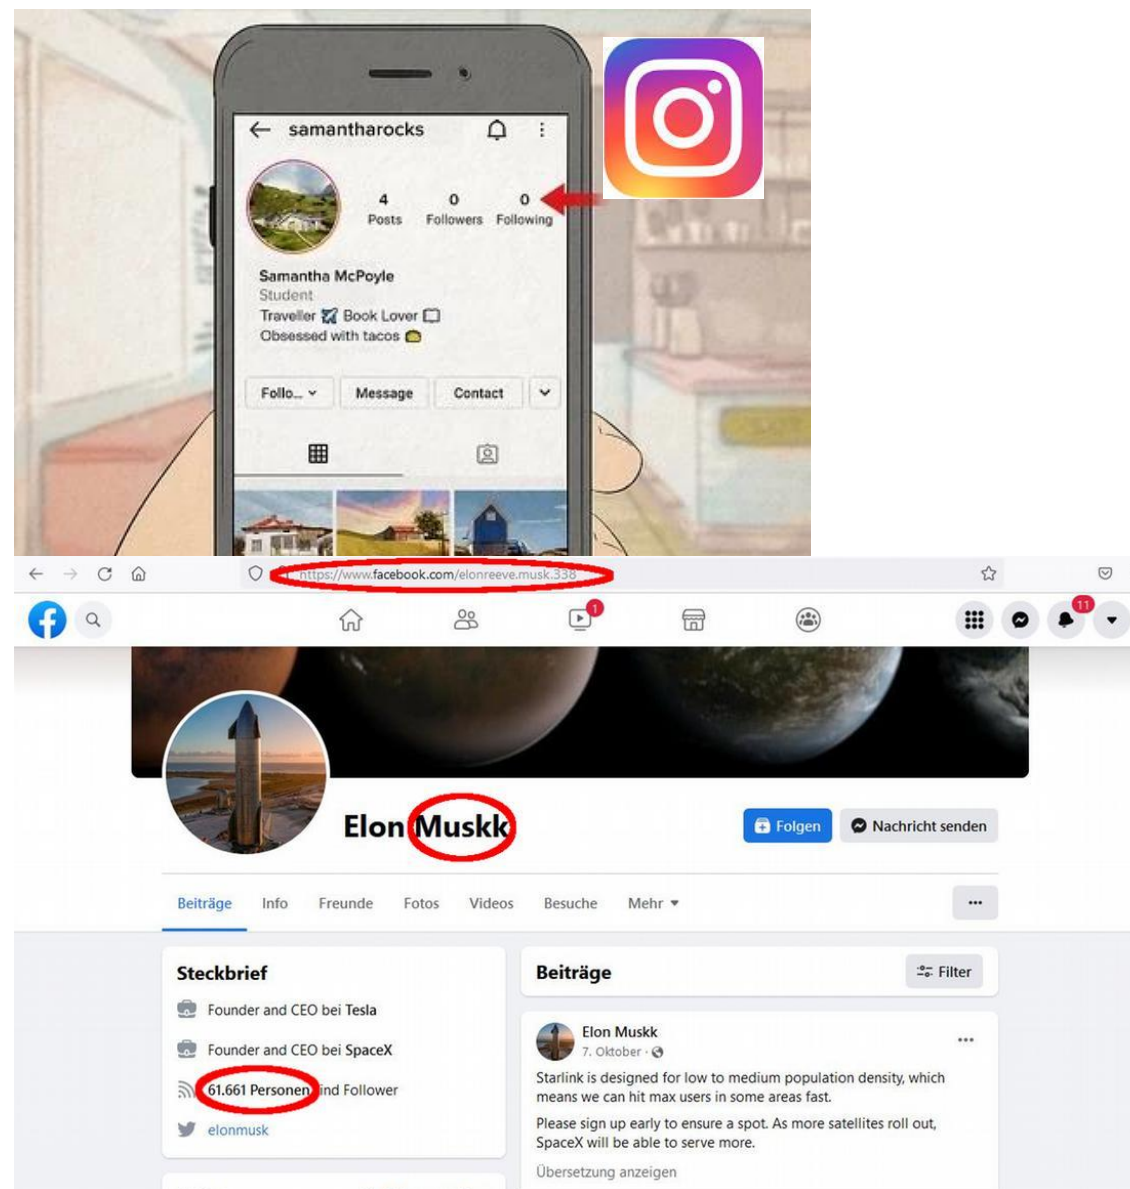 samantharocks
4 0 0
Posts Followers Following
Samantha McPoyle
Student
Traveller Book Lover
Obsessed with tacos
Follo... Message Contact
https://www.facebook.com/elonreeve.musk.338
1
11
Elon Muskk
Folgen Nachricht senden
Beiträge Info Freunde Fotos Videos Besuche Mehr
Steckbrief
Founder and CEO bei Tesla
Founder and CEO bei SpaceX
61.661 Personen sind Follower
elonmusk
Beiträge
Filter
Elon Muskk
7. Oktober
Starlink is designed for low to medium population density, which
means we can hit max users in some areas fast.
Please sign up early to ensure a spot. As more satellites roll out,
SpaceX will be able to serve more.
Übersetzung anzeigen